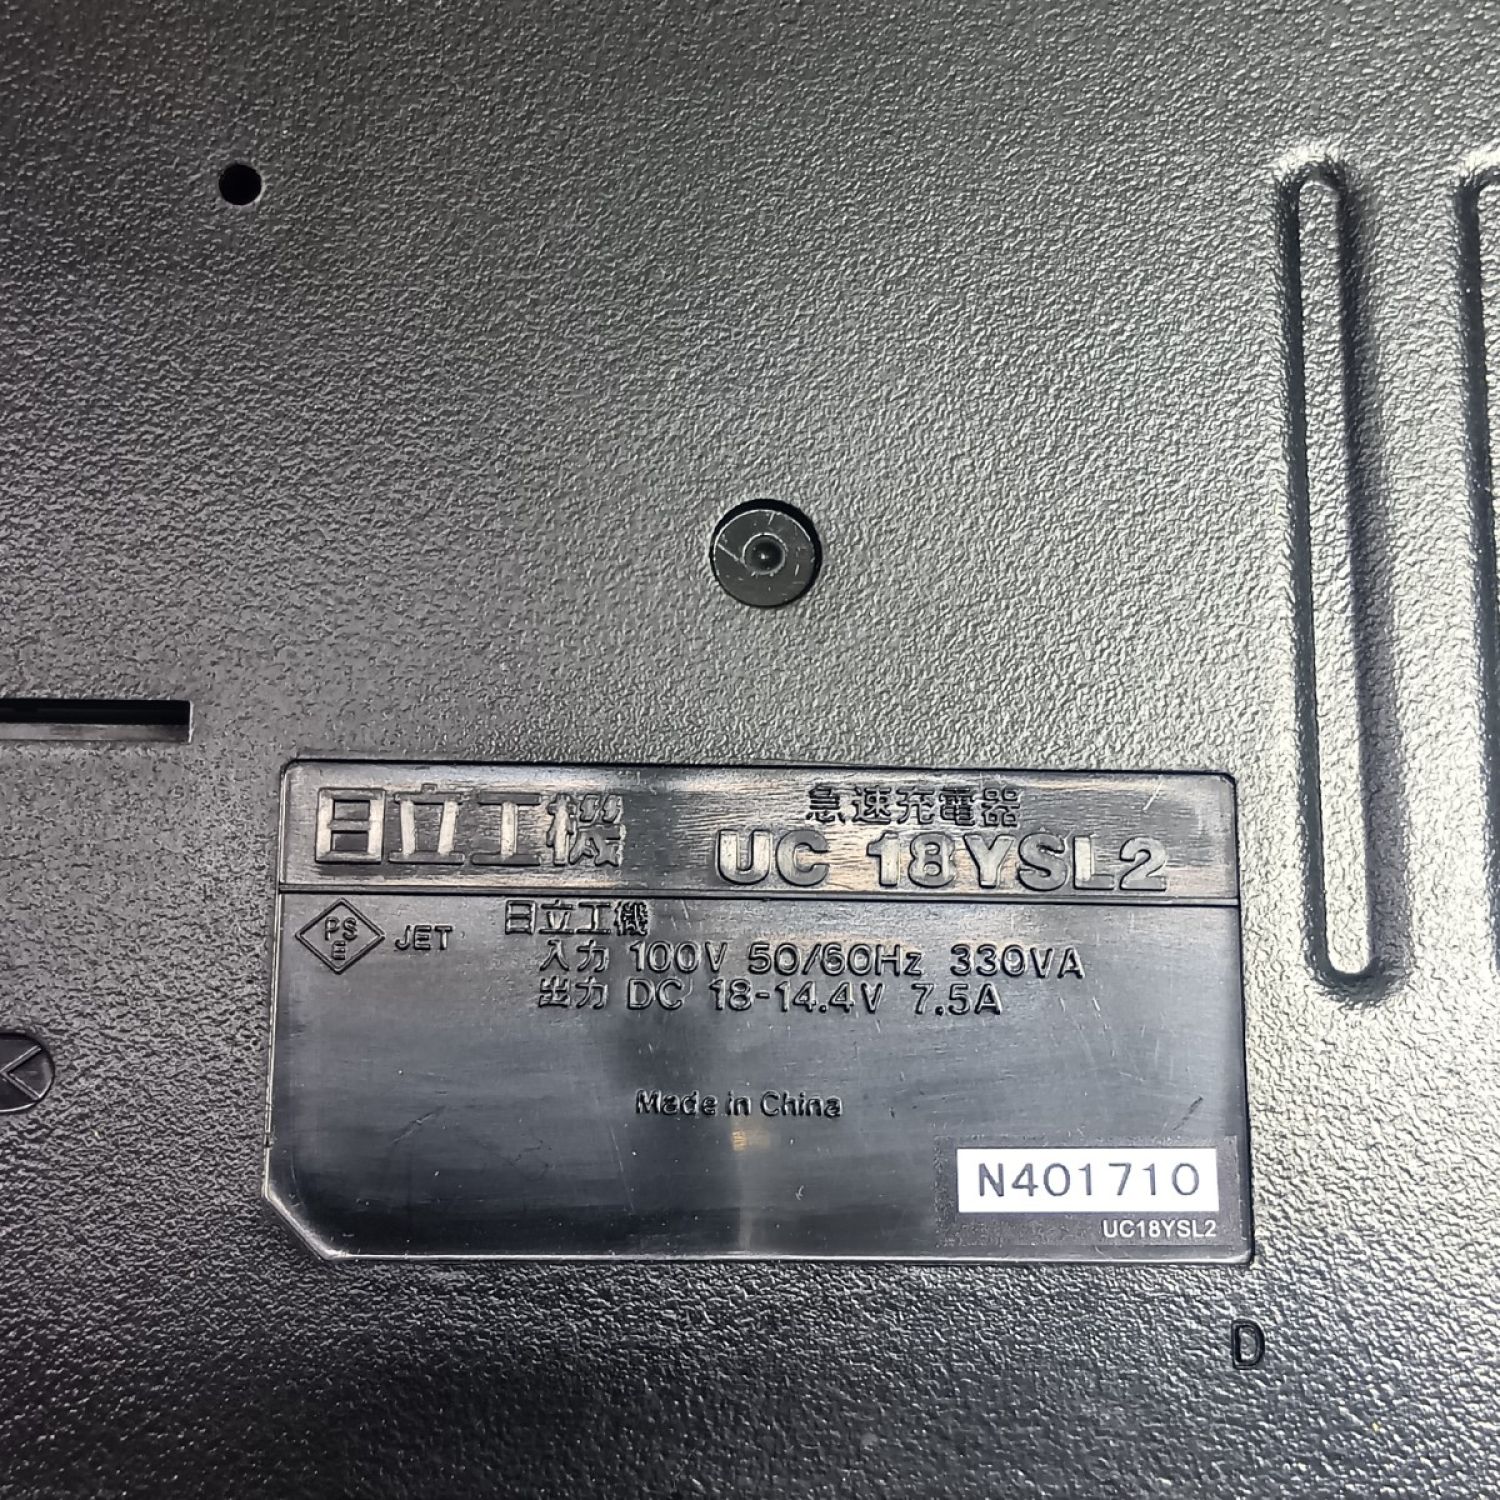 日立工機
急速充電器
UC 18YSL2
PS
E
JET
日立工機
入力 100V 50/60Hz 330VA
出力 DC 18-14.4V 7.5A
Made in China
N401710
UC18YSL2
D